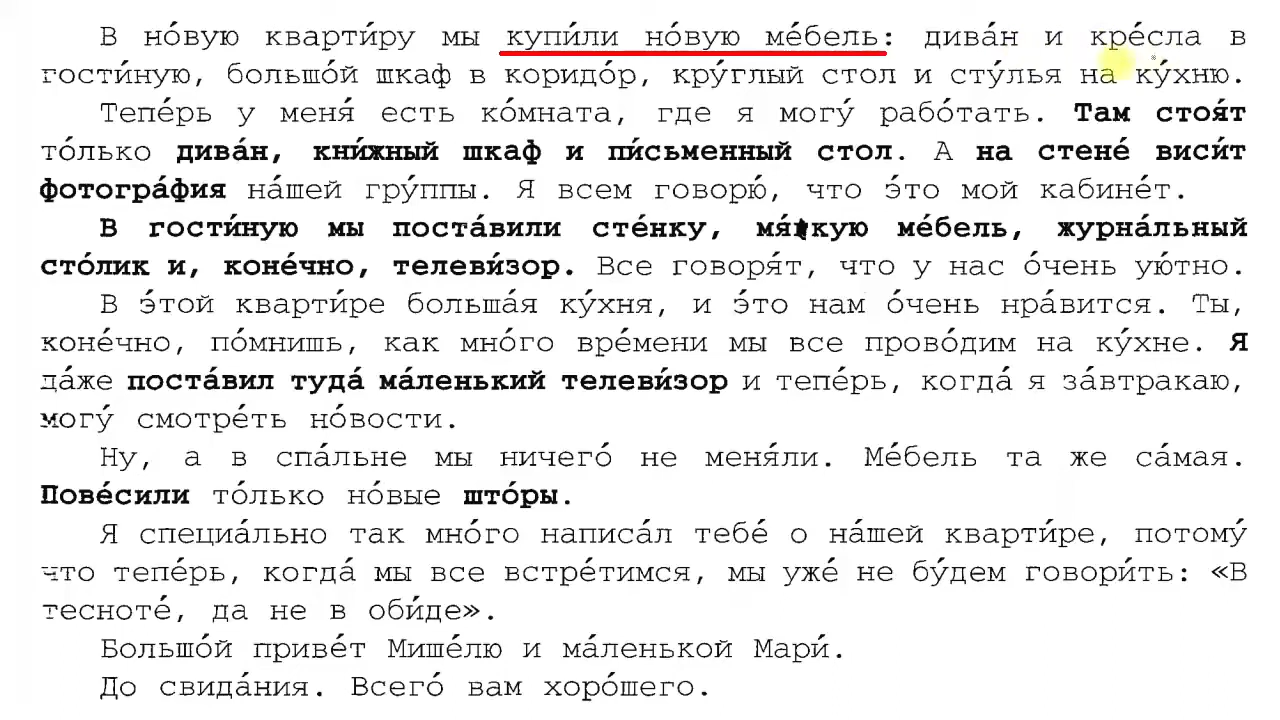 В но́вую кварти́ру мы купи́ли но́вую ме́бель: дива́н и кре́сла в
гости́ную, большо́й шкаф в коридо́р, кру́глый стол и сту́лья на ку́хню.
Тепе́рь у меня́ есть ко́мната, где я могу́ рабо́тать. Там стоя́т
то́лько дива́н, кни́жный шкаф и пи́сьменный стол. А на стене́ виси́т
фотогра́фия на́шей гру́ппы. Я всем говорю́, что э́то мой кабине́т.
В гости́ную мы поста́вили сте́нку, мя́гкую ме́бель, журна́льный
сто́лик и, коне́чно, телеви́зор. Все говоря́т, что у нас о́чень ую́тно.
В э́той кварти́ре больша́я ку́хня, и э́то нам о́чень нра́вится. Ты,
коне́чно, по́мнишь, как мно́го вре́мени мы все прово́дим на ку́хне. Я
да́же поста́вил туда́ ма́ленький телеви́зор и тепе́рь, когда́ я за́втракаю,
могу́ смотре́ть но́вости.
Ну, а в спа́льне мы ничего́ не меня́ли. Ме́бель та же са́мая.
Пове́сили то́лько но́вые што́ры.
Я специа́льно так мно́го написа́л тебе́ о на́шей кварти́ре, потому́
что тепе́рь, когда́ мы все встре́тимся, мы уже́ не бу́дем говори́ть: «В
тесноте́, да не в оби́де».
Большо́й приве́т Мише́лю и ма́ленькой Мари́.
До свида́ния. Всего́ вам хоро́шего.